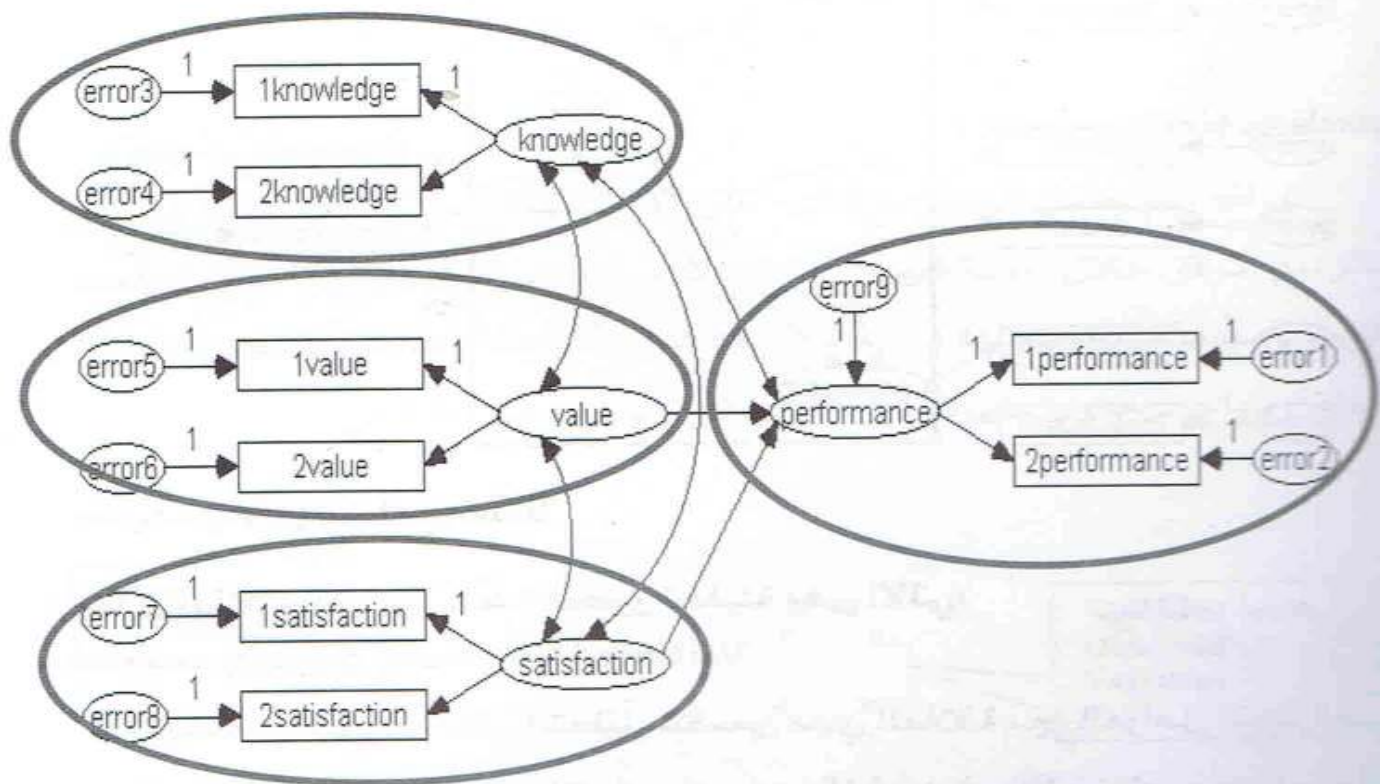 error3 1 1knowledge 1
knowledge
error4 1 2knowledge
error5 1 1value 1
value
error6 1 2value
error7 1 1satisfaction 1
satisfaction
error8 1 2satisfaction
error9
1
performance
1 1performance 1 error1
2performance 1 error2